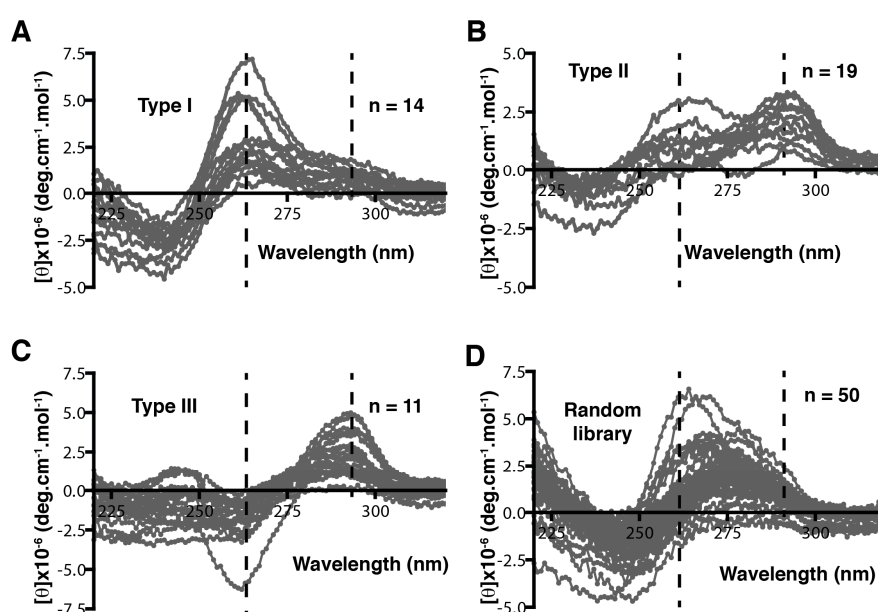 A
[θ]x10⁻⁶ (deg.cm⁻¹.mol⁻¹)
7.5
5.0
2.5
0.0
-2.5
-5.0
Type I
n = 14
225
250
275
300
Wavelength (nm)
B
[θ]x10⁻⁶ (deg.cm⁻¹.mol⁻¹)
5.0
2.5
0.0
-2.5
-5.0
Type II
n = 19
225
250
275
300
Wavelength (nm)
C
[θ]x10⁻⁶ (deg.cm⁻¹.mol⁻¹)
7.5
5.0
2.5
0.0
-2.5
-5.0
-7.5
Type III
n = 11
225
250
275
300
Wavelength (nm)
D
[θ]x10⁻⁶ (deg.cm⁻¹.mol⁻¹)
7.5
5.0
2.5
0.0
-2.5
-5.0
Random
library
n = 50
225
250
275
300
Wavelength (nm)